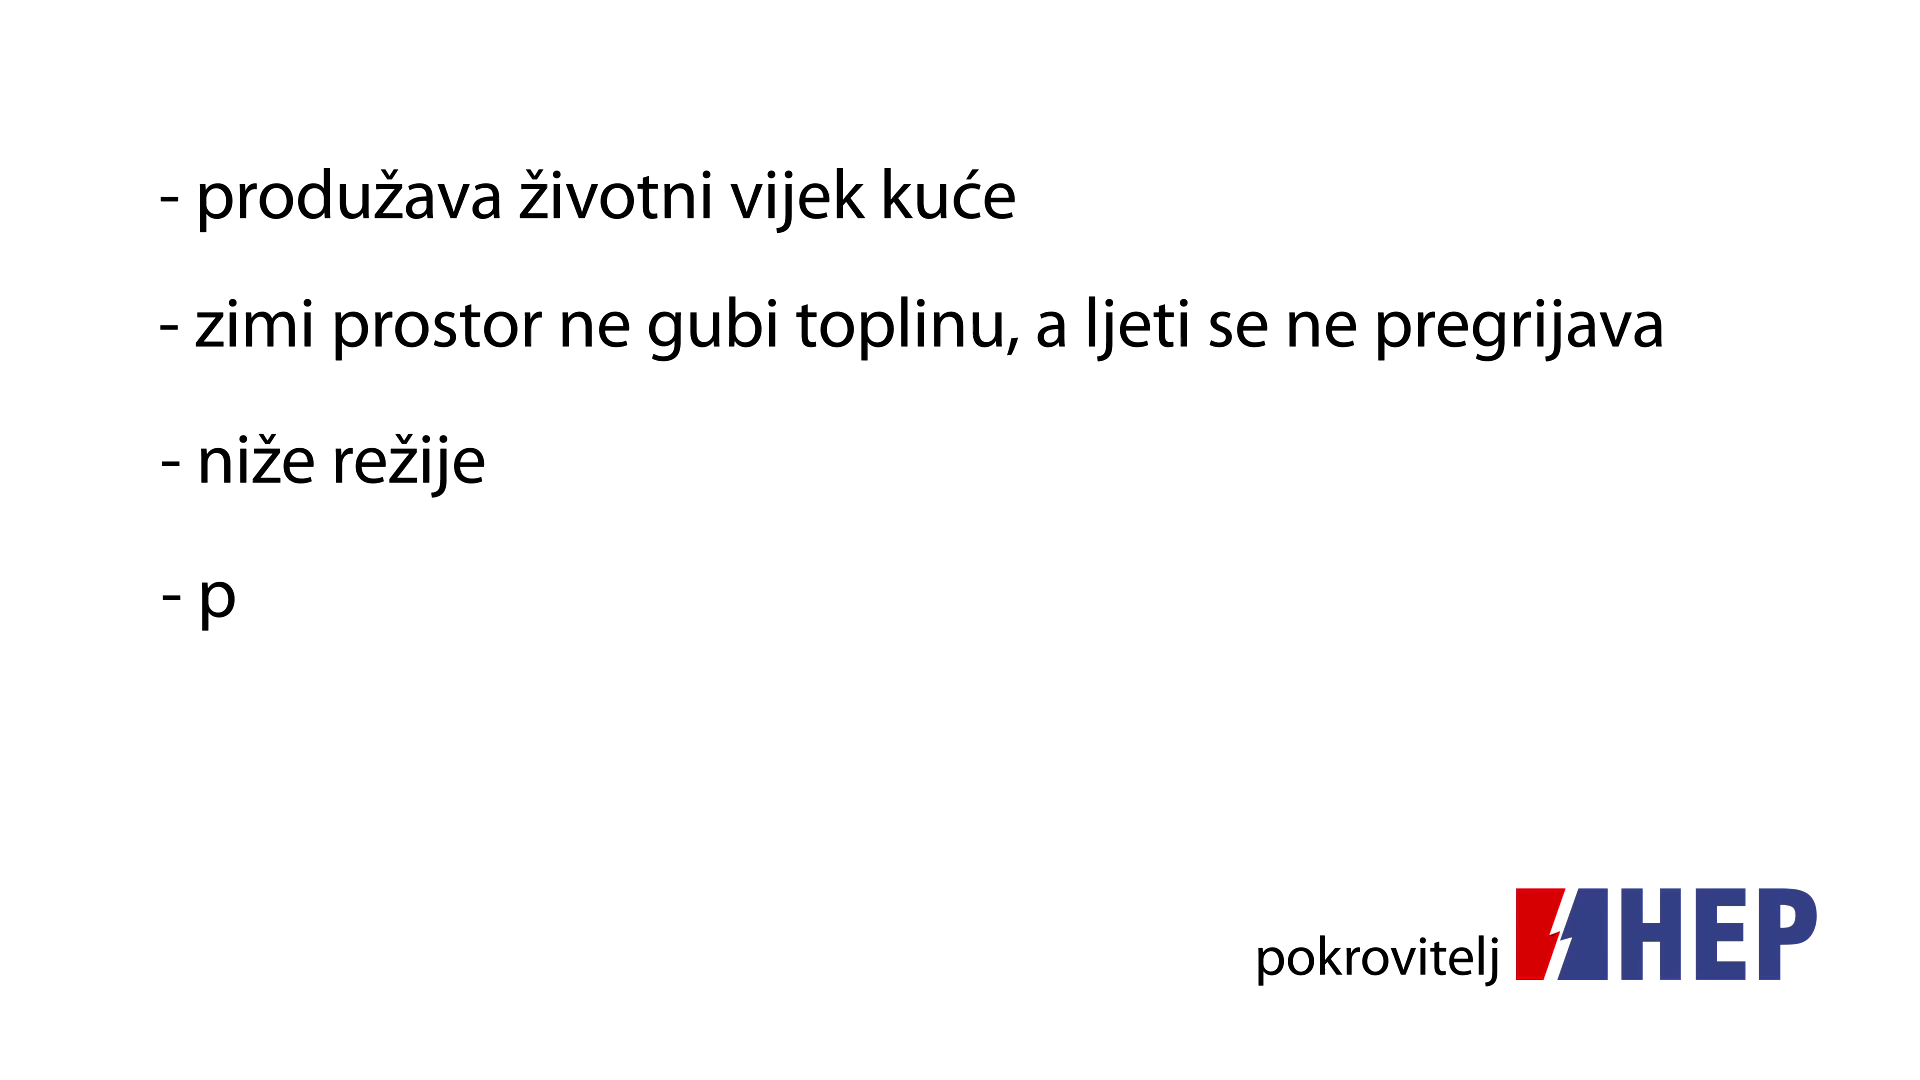 - produžava životni vijek kuće
- zimi prostor ne gubi toplinu, a ljeti se ne pregrijava
- niže režije
- p
pokrovitelj HEP